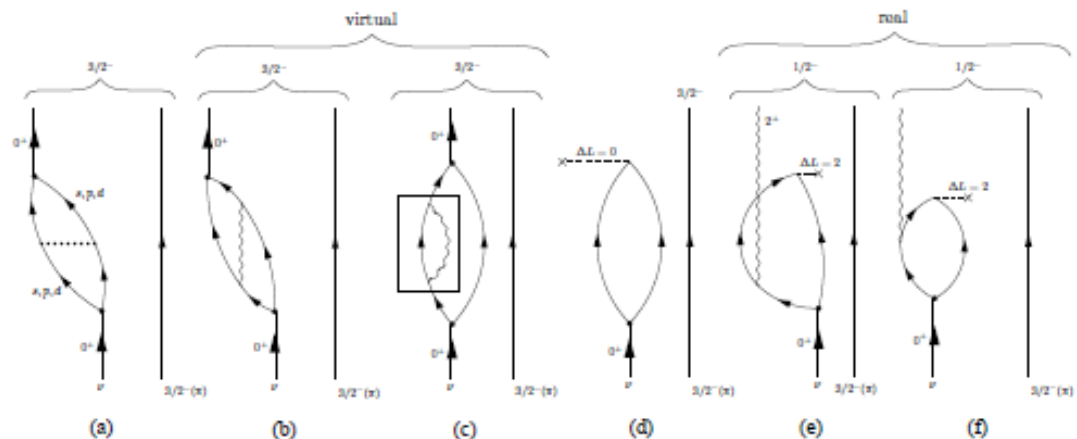 virtual
real
3/2⁻ 3/2⁻ 3/2⁻ 1/2⁻ 1/2⁻
3/2⁻
2⁺
0⁺ 0⁺ 0⁺
ΔL = 0 ΔL = 2
ΔL = 2
s, p, d
s, p, d
0⁺ 0⁺ 0⁺ 0⁺ 0⁺ 0⁺
ν 3/2⁻(π) ν 3/2⁻(π) ν 3/2⁻(π) ν 3/2⁻(π) ν 3/2⁻(π) ν 3/2⁻(π)
(a) (b) (c) (d) (e) (f)